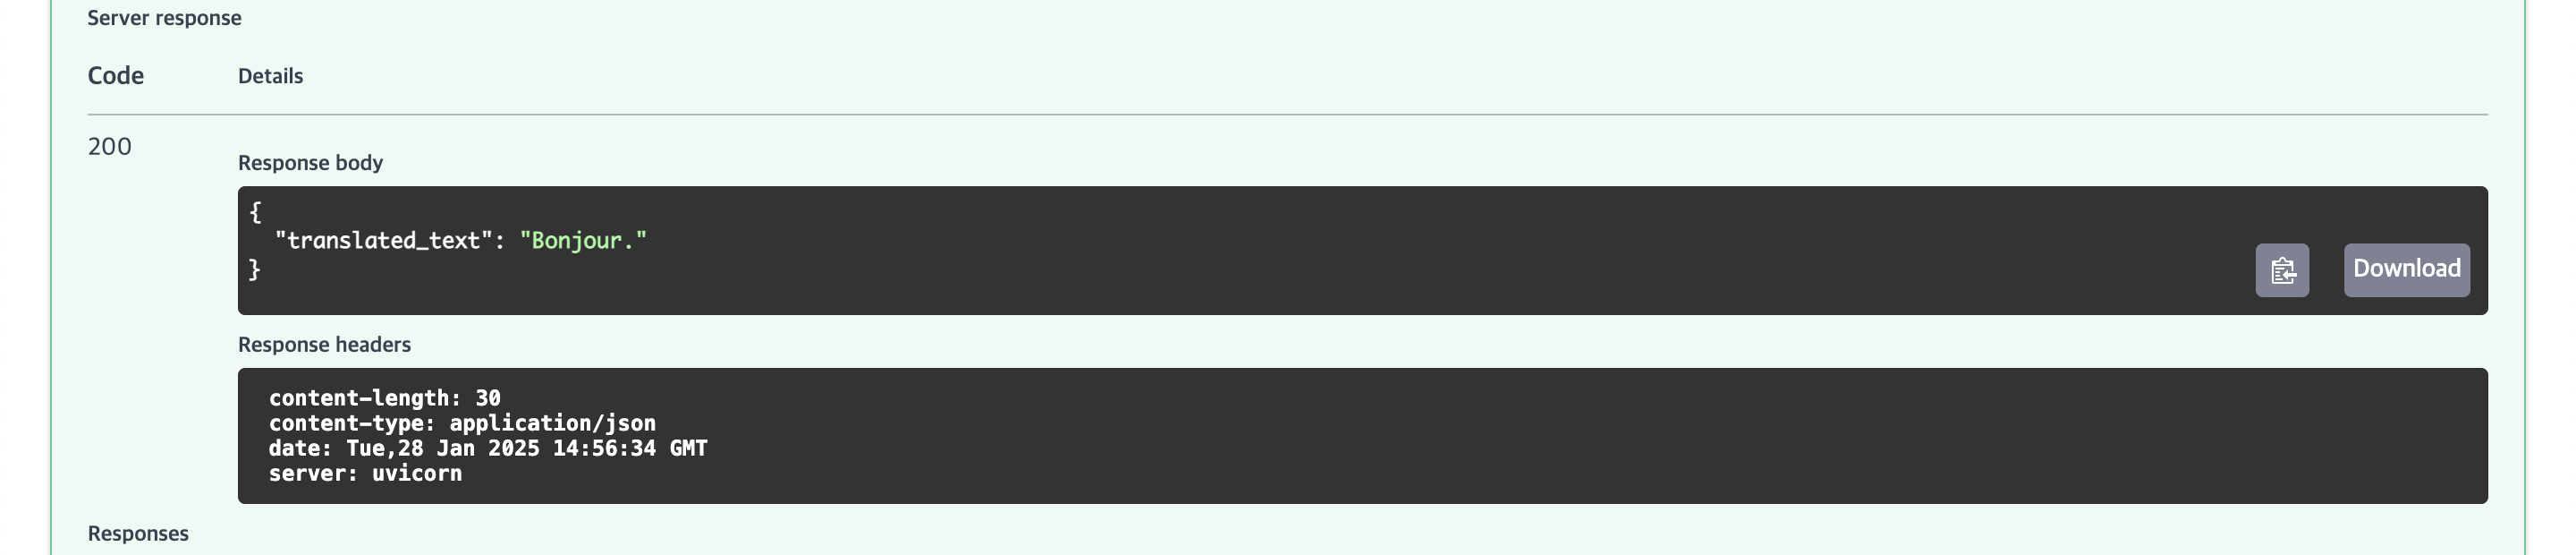 Server response
Code Details
200
Response body
{
  "translated_text": "Bonjour."
}
Download
Response headers
content-length: 30
content-type: application/json
date: Tue,28 Jan 2025 14:56:34 GMT
server: uvicorn
Responses